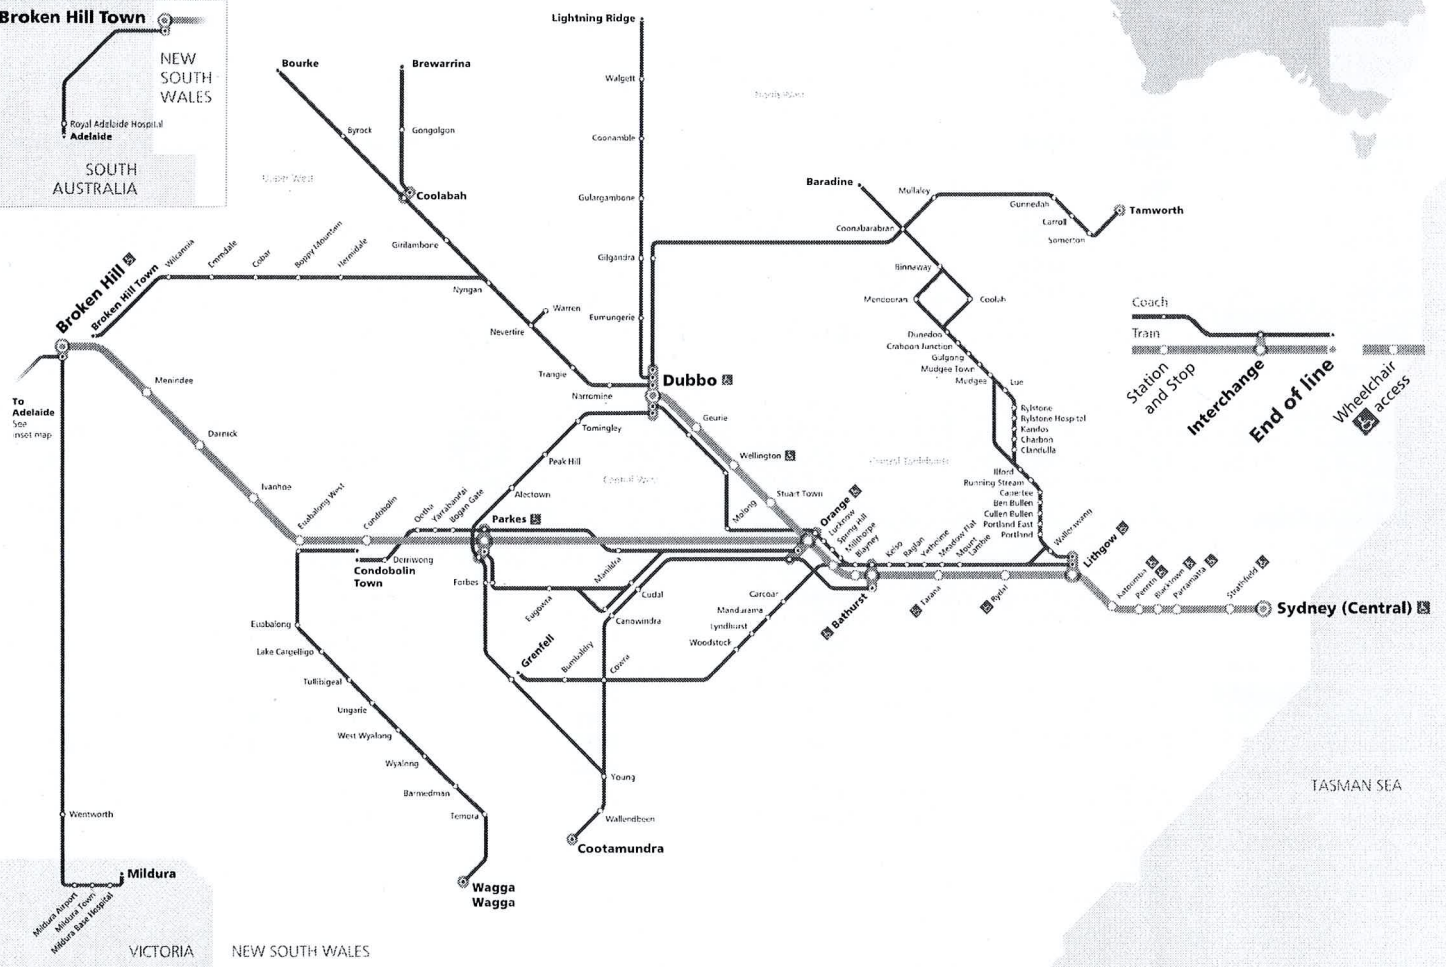 Broken Hill Town
NEW
SOUTH
WALES
Royal Adelaide Hospital
Adelaide
SOUTH
AUSTRALIA
Lightning Ridge
Walgett
Coonamble
Gulargambone
Gilgandra
Eumungerie
Bourke
Byrock
Brewarrina
Gongolgon
Coolabah
Girilambone
Nyngan
Nevertire
Warren
Trangie
Narromine
Upper West
North West
Broken Hill
Broken Hill Town
Wilcannia
Emmdale
Cobar
Boppy Mountain
Hermidale
Baradine
Coonabarabran
Mullaley
Gunnedah
Carroll
Somerton
Tamworth
Binnaway
Mendooran
Coolah
Dunedoo
Craboon Junction
Gulgong
Mudgee Town
Mudgee
Lue
Rylstone
Rylstone Hospital
Kandos
Charbon
Clandulla
Ilford
Running Stream
Capertee
Ben Bullen
Cullen Bullen
Portland East
Portland
Wallerawang
Lithgow
Coach
Train
Station
and Stop
Interchange
End of line
Wheelchair
access
To
Adelaide
See
inset map
Menindee
Darnick
Ivanhoe
Euabalong West
Condobolin
Ootha
Yarrabandai
Bogan Gate
Parkes
Derriwong
Condobolin
Town
Dubbo
Geurie
Wellington
Stuart Town
Tomingley
Peak Hill
Alectown
Central West
Central Tablelands
Molong
Orange
Lucknow
Spring Hill
Millthorpe
Blayney
Kelso
Raglan
Yetholme
Meadow Flat
Mount
Lambie
Bathurst
Tarana
Rydal
Katoomba
Penrith
Blacktown
Parramatta
Strathfield
Sydney (Central)
Forbes
Eugowra
Manildra
Cudal
Canowindra
Grenfell
Bumbaldry
Cowra
Carcoar
Mandurama
Lyndhurst
Woodstock
Young
Wallendbeen
Cootamundra
Euabalong
Lake Cargelligo
Tullibigeal
Ungarie
West Wyalong
Wyalong
Barmedman
Temora
Wagga
Wagga
Wentworth
Mildura
Mildura Airport
Mildura Town
Mildura Base Hospital
VICTORIA
NEW SOUTH WALES
TASMAN SEA